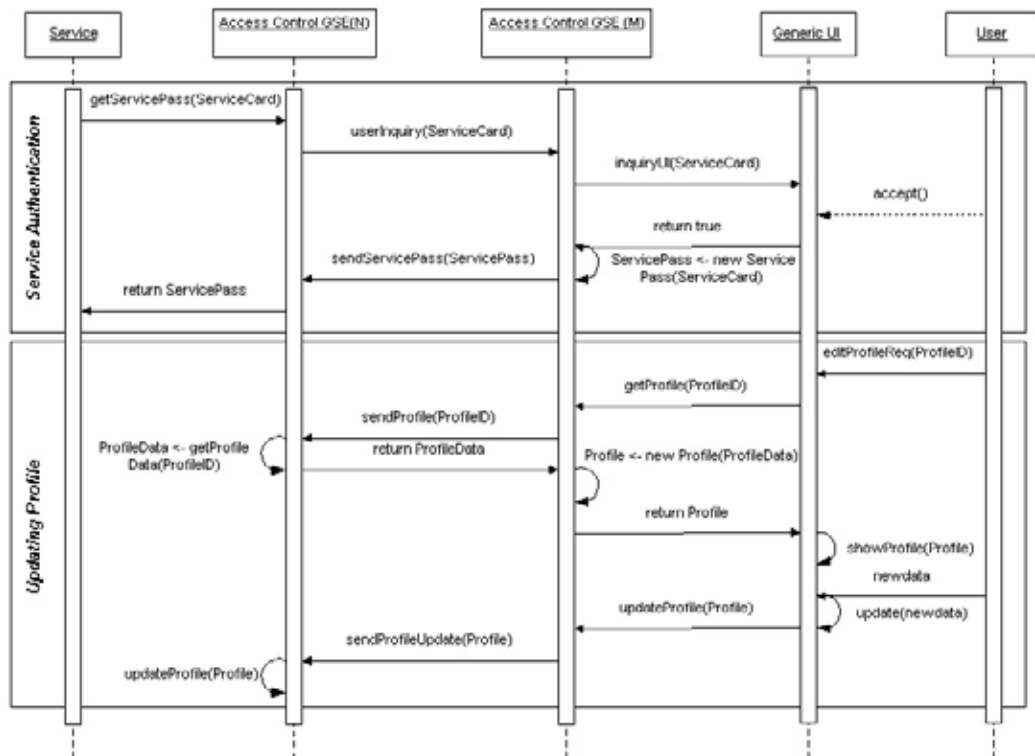 Service
Access Control GSE(N)
Access Control GSE (M)
Generic UI
User
Service Authentication
getServicePass(ServiceCard)
userInquiry(ServiceCard)
inquiryUI(ServiceCard)
accept()
return true
ServicePass <- new Service
Pass(ServiceCard)
sendServicePass(ServicePass)
return ServicePass
Updating Profile
editProfileReq(ProfileID)
getProfile(ProfileID)
sendProfile(ProfileID)
ProfileData <- getProfile
Data(ProfileID)
return ProfileData
Profile <- new Profile(ProfileData)
return Profile
showProfile(Profile)
newdata
update(newdata)
updateProfile(Profile)
sendProfileUpdate(Profile)
updateProfile(Profile)